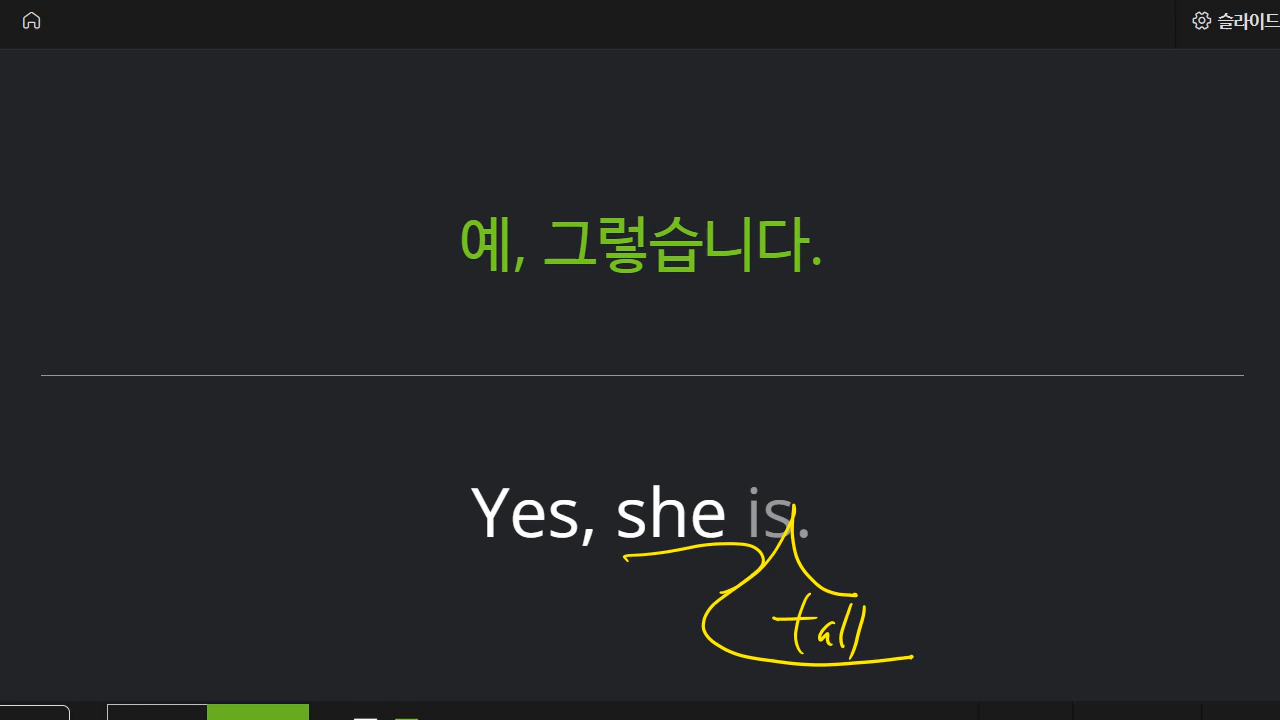 슬라이드
예, 그렇습니다.
Yes, she is.
tall